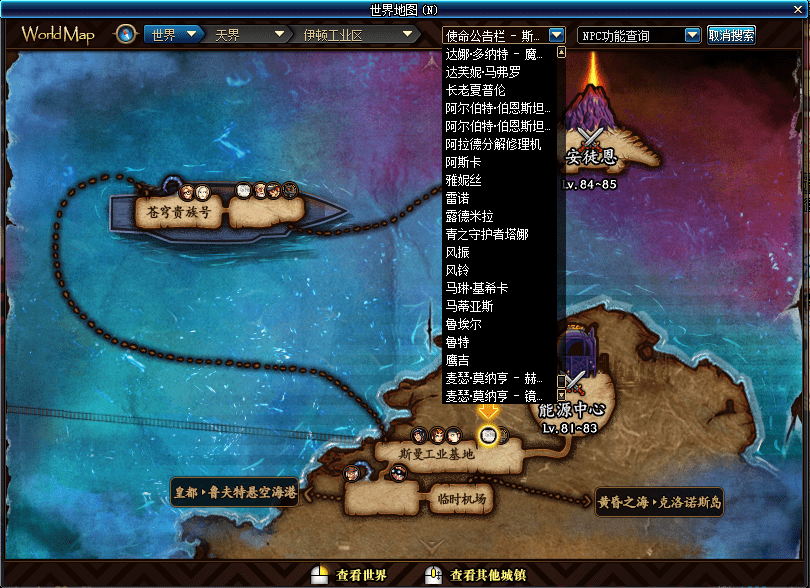 世界地图 (N)
WorldMap
世界
天界
伊顿工业区
使命公告栏 - 斯...
NPC功能查询
取消搜索
达娜·多纳特 - 魔...
达芙妮·马弗罗
长老夏普伦
阿尔伯特·伯恩斯坦...
阿尔伯特·伯恩斯坦...
阿拉德分解修理机
阿斯卡
雅妮丝
雷诺
露德米拉
青之守护者塔娜
风振
风铃
马琳·基希卡
马蒂亚斯
鲁埃尔
鲁特
鹰吉
麦瑟·莫纳亨 - 赫...
麦瑟·莫纳亨 - 镇...
安徒恩
Lv.84~85
苍穹贵族号
能源中心
Lv.81~83
斯曼工业基地
皇都▸鲁夫特悬空海港
临时机场
黄昏之海▸克洛诺斯岛
查看世界
查看其他城镇